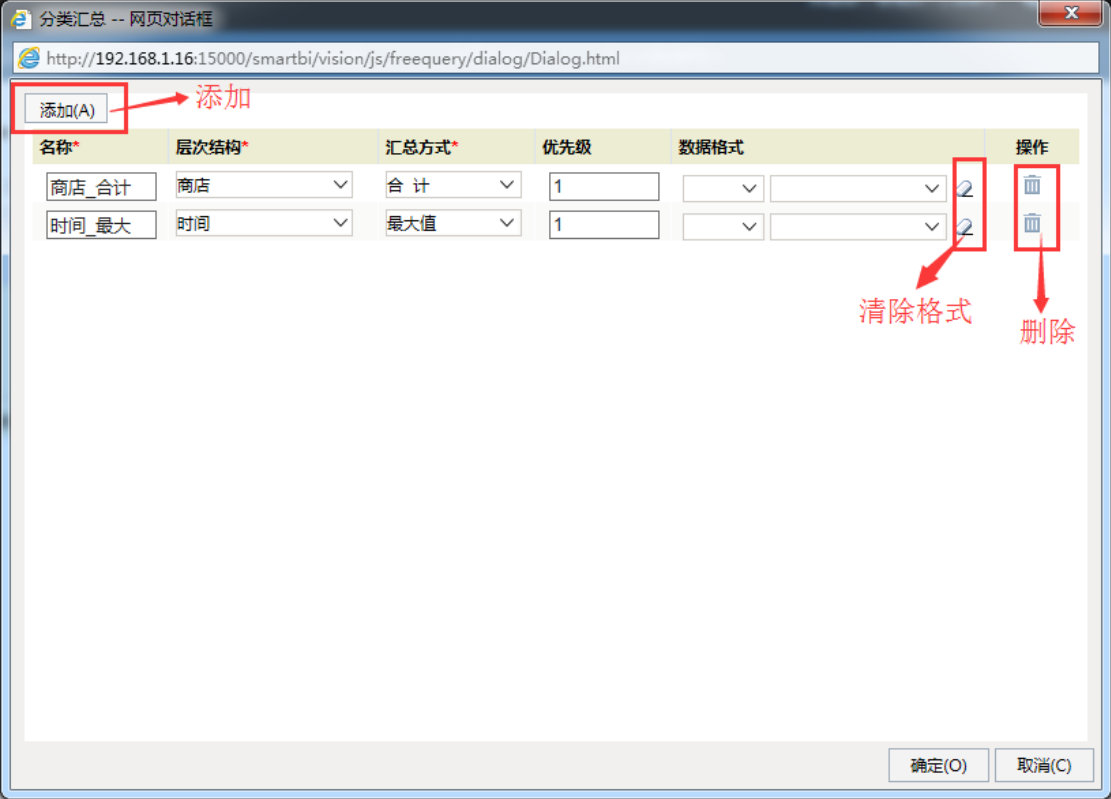 分类汇总 -- 网页对话框
http://192.168.1.16:15000/smartbi/vision/js/freequery/dialog/Dialog.html
添加(A) 添加
名称* 层次结构* 汇总方式* 优先级 数据格式 操作
商店_合计 商店 合 计 1
时间_最大 时间 最大值 1
清除格式
删除
确定(O) 取消(C)